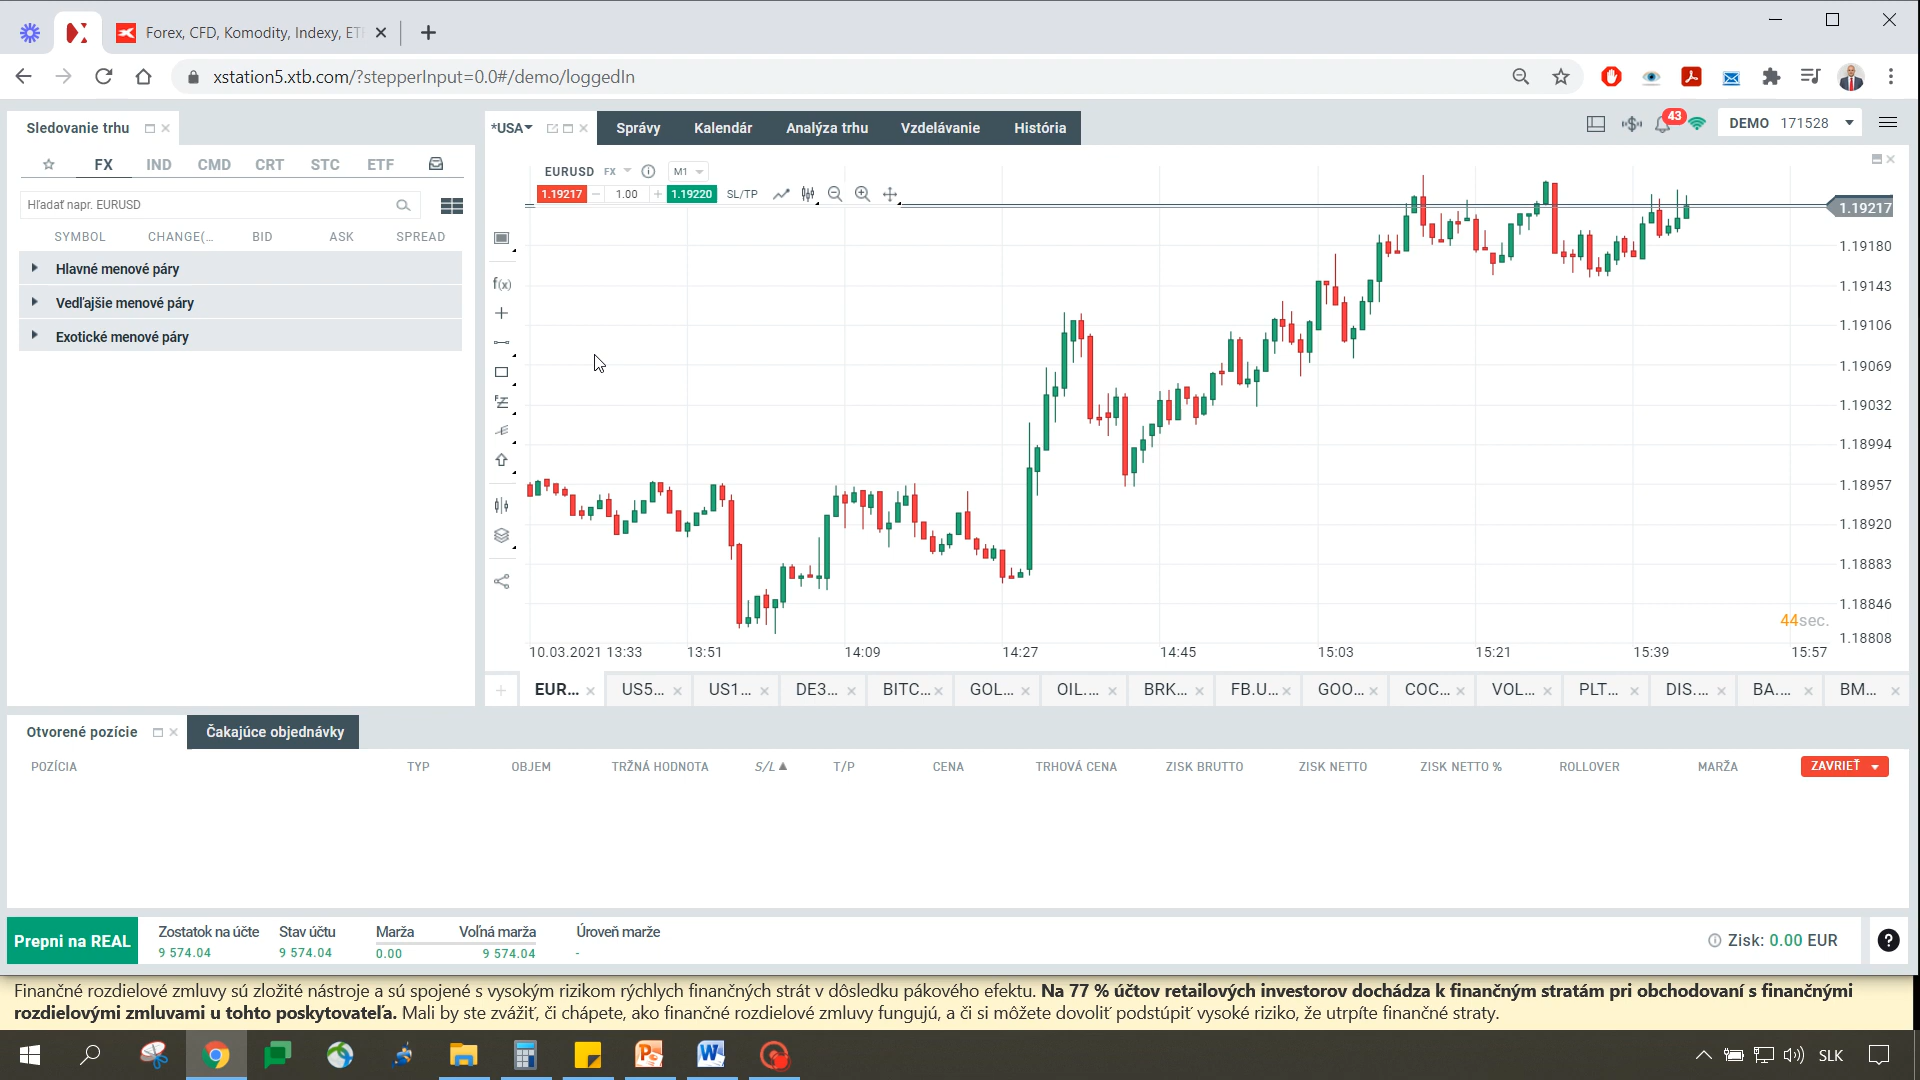 Forex, CFD, Komodity, Indexy, ETF
xstation5.xtb.com/?stepperInput=0.0#/demo/loggedIn
Sledovanie trhu
*USA
Správy Kalendár Analýza trhu Vzdelávanie História
43
DEMO 171528
FX IND CMD CRT STC ETF
Hľadať napr. EURUSD
SYMBOL CHANGE(... BID ASK SPREAD
Hlavné menové páry
Vedľajšie menové páry
Exotické menové páry
EURUSD FX M1
1.19217 1.00 1.19220 SL/TP
f(x)
1.19217
1.19180
1.19143
1.19106
1.19069
1.19032
1.18994
1.18957
1.18920
1.18883
1.18846
1.18808
44sec.
10.03.2021 13:33 13:51 14:09 14:27 14:45 15:03 15:21 15:39 15:57
EUR... US5... US1... DE3... BITC... GOL... OIL.... BRK... FB.U... GOO... COC... VOL... PLT... DIS.... BA.... BM...
Otvorené pozície Čakajúce objednávky
POZÍCIA TYP OBJEM TRŽNÁ HODNOTA S/L T/P CENA TRHOVÁ CENA ZISK BRUTTO ZISK NETTO ZISK NETTO % ROLLOVER MARŽA ZAVRIEŤ
Prepni na REAL
Zostatok na účte Stav účtu Marža Voľná marža Úroveň marže
9 574.04 9 574.04 0.00 9 574.04 -
Zisk: 0.00 EUR
Finančné rozdielové zmluvy sú zložité nástroje a sú spojené s vysokým rizikom rýchlych finančných strát v dôsledku pákového efektu. Na 77 % účtov retailových investorov dochádza k finančným stratám pri obchodovaní s finančnými
rozdielovými zmluvami u tohto poskytovateľa. Mali by ste zvážiť, či chápete, ako finančné rozdielové zmluvy fungujú, a či si môžete dovoliť podstúpiť vysoké riziko, že utrpíte finančné straty.
SLK